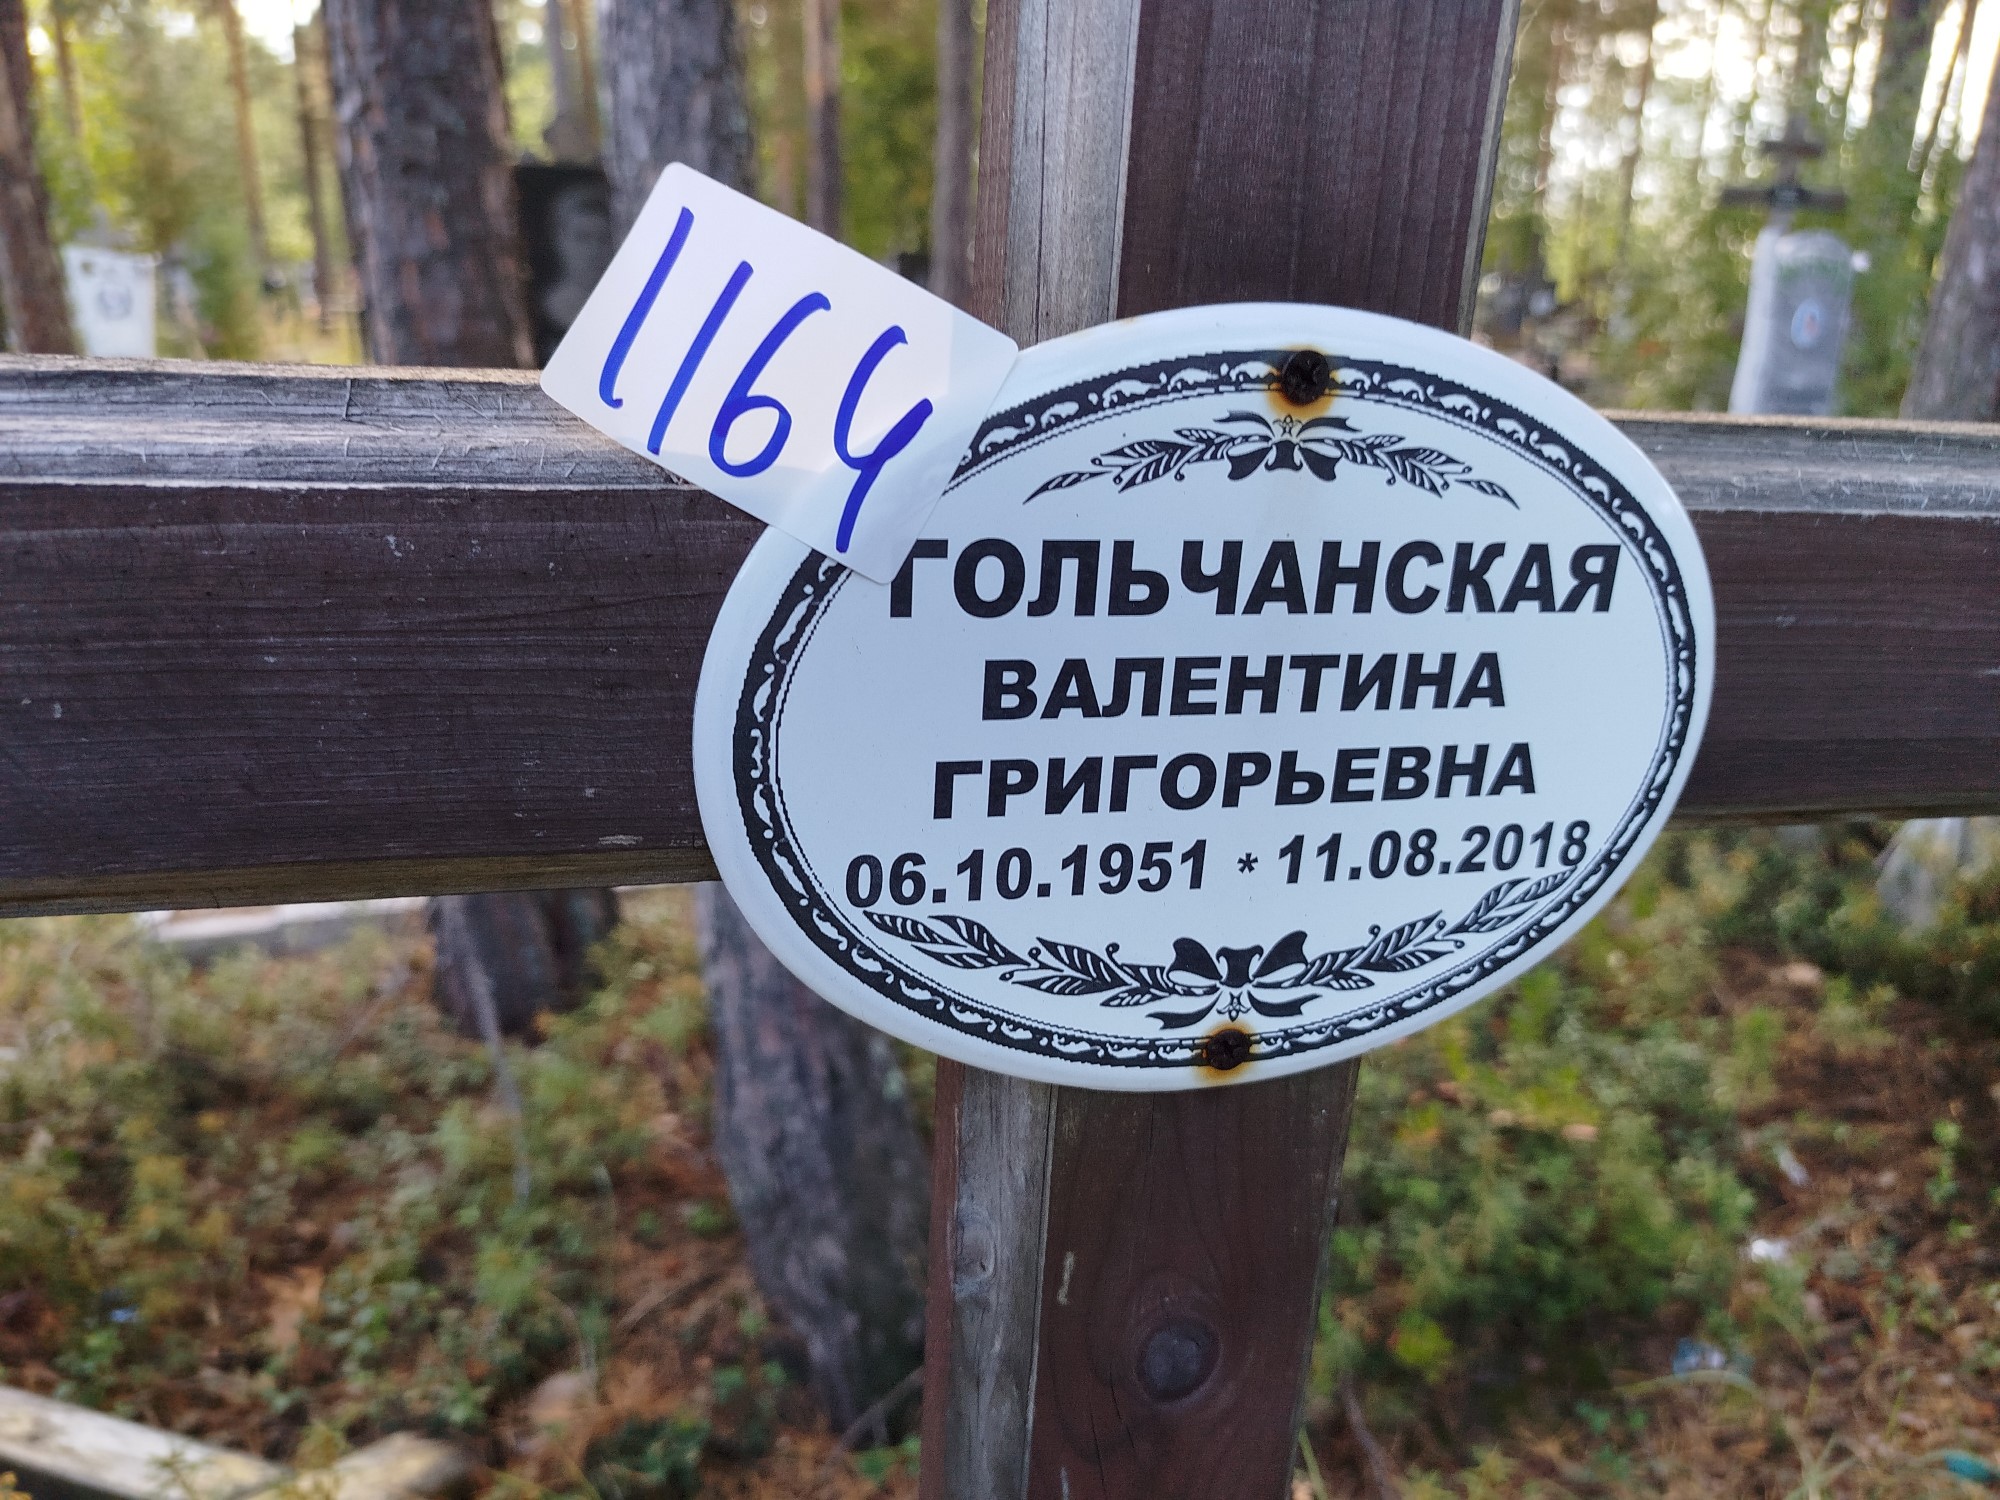 1164
ГОЛЬЧАНСКАЯ
ВАЛЕНТИНА
ГРИГОРЬЕВНА
06.10.1951 * 11.08.2018